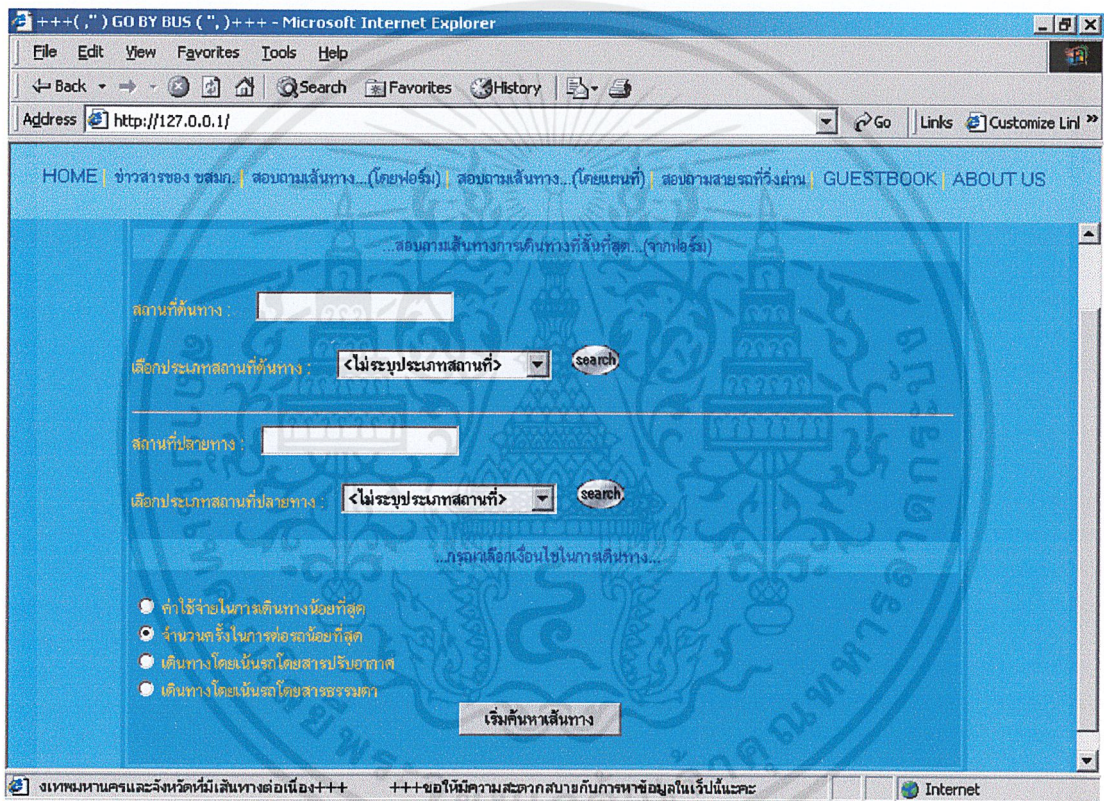 +++( ,") GO BY BUS ( ", )+++ - Microsoft Internet Explorer
File Edit View Favorites Tools Help
Back Search Favorites History
Address http://127.0.0.1/ Go Links Customize Linl »
HOME | ข่าวสารของ ขสมก. | สอบถามเส้นทาง...(โดยฟอร์ม) | สอบถามเส้นทาง...(โดยแผนที่) | สอบถามสายรถที่วิ่งผ่าน | GUESTBOOK | ABOUT US
...สอบถามเส้นทางการเดินทางที่สั้นที่สุด...(จากฟอร์ม)
สถานที่ต้นทาง :
เลือกประเภทสถานที่ต้นทาง : <ไม่ระบุประเภทสถานที่> search
สถานที่ปลายทาง :
เลือกประเภทสถานที่ปลายทาง : <ไม่ระบุประเภทสถานที่> search
...กรุณาเลือกเงื่อนไขในการเดินทาง...
ค่าใช้จ่ายในการเดินทางน้อยที่สุด
จำนวนครั้งในการต่อรถน้อยที่สุด
เดินทางโดยเน้นรถโดยสารปรับอากาศ
เดินทางโดยเน้นรถโดยสารธรรมดา
เริ่มค้นหาเส้นทาง
งเทพมหานครและจังหวัดที่มีเส้นทางต่อเนื่อง+++ +++ขอให้มีความสะดวกสบายกับการหาข้อมูลในเว็บนี้นะคะ Internet